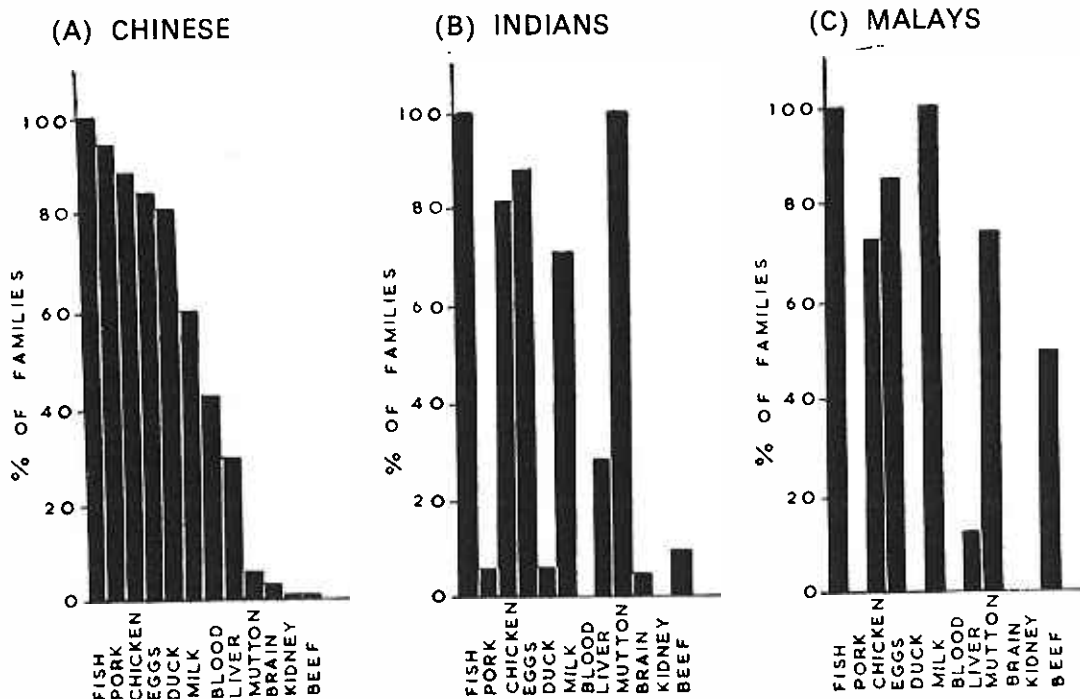 (A) CHINESE
% OF FAMILIES
100
80
60
40
20
0
FISH
PORK
CHICKEN
EGGS
DUCK
MILK
BLOOD
LIVER
MUTTON
BRAIN
KIDNEY
BEEF
(B) INDIANS
% OF FAMILIES
100
80
60
40
20
0
FISH
PORK
CHICKEN
EGGS
DUCK
MILK
BLOOD
LIVER
MUTTON
BRAIN
KIDNEY
BEEF
(C) MALAYS
% OF FAMILIES
100
80
60
40
20
0
FISH
PORK
CHICKEN
EGGS
DUCK
MILK
BLOOD
LIVER
MUTTON
BRAIN
KIDNEY
BEEF